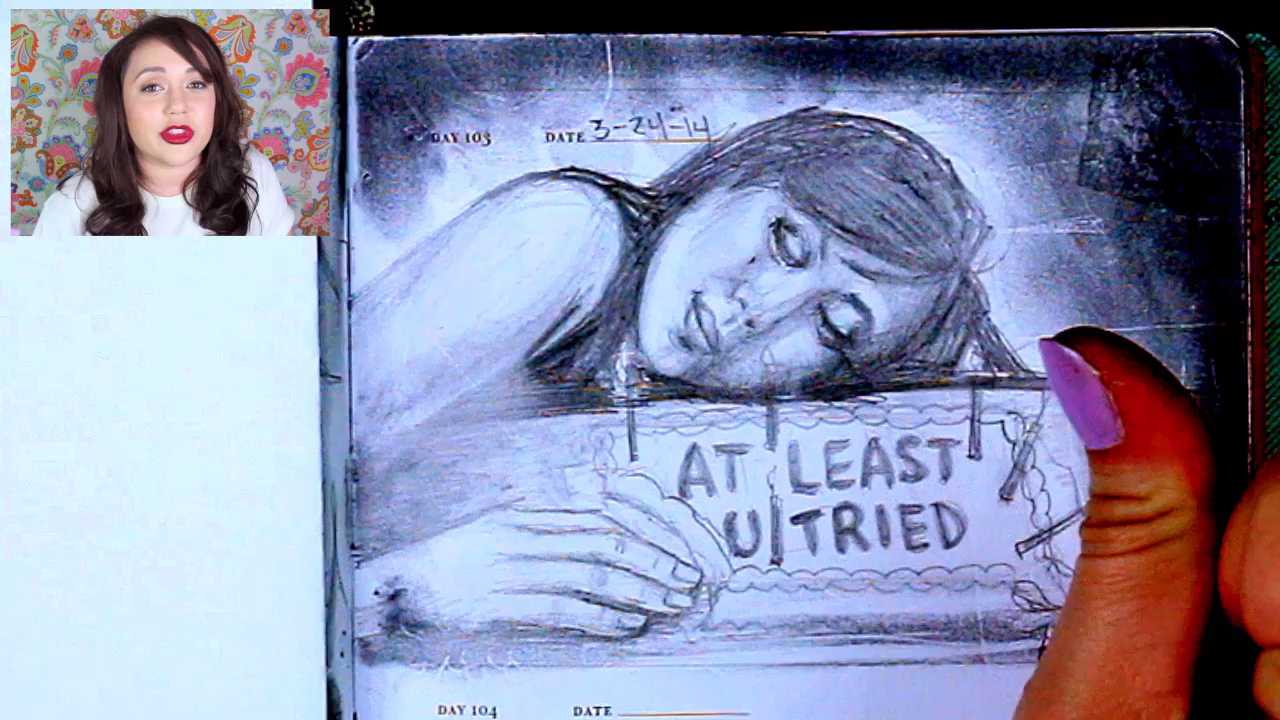 DAY 103 DATE 3-24-14
AT LEAST
U TRIED
DAY 104 DATE